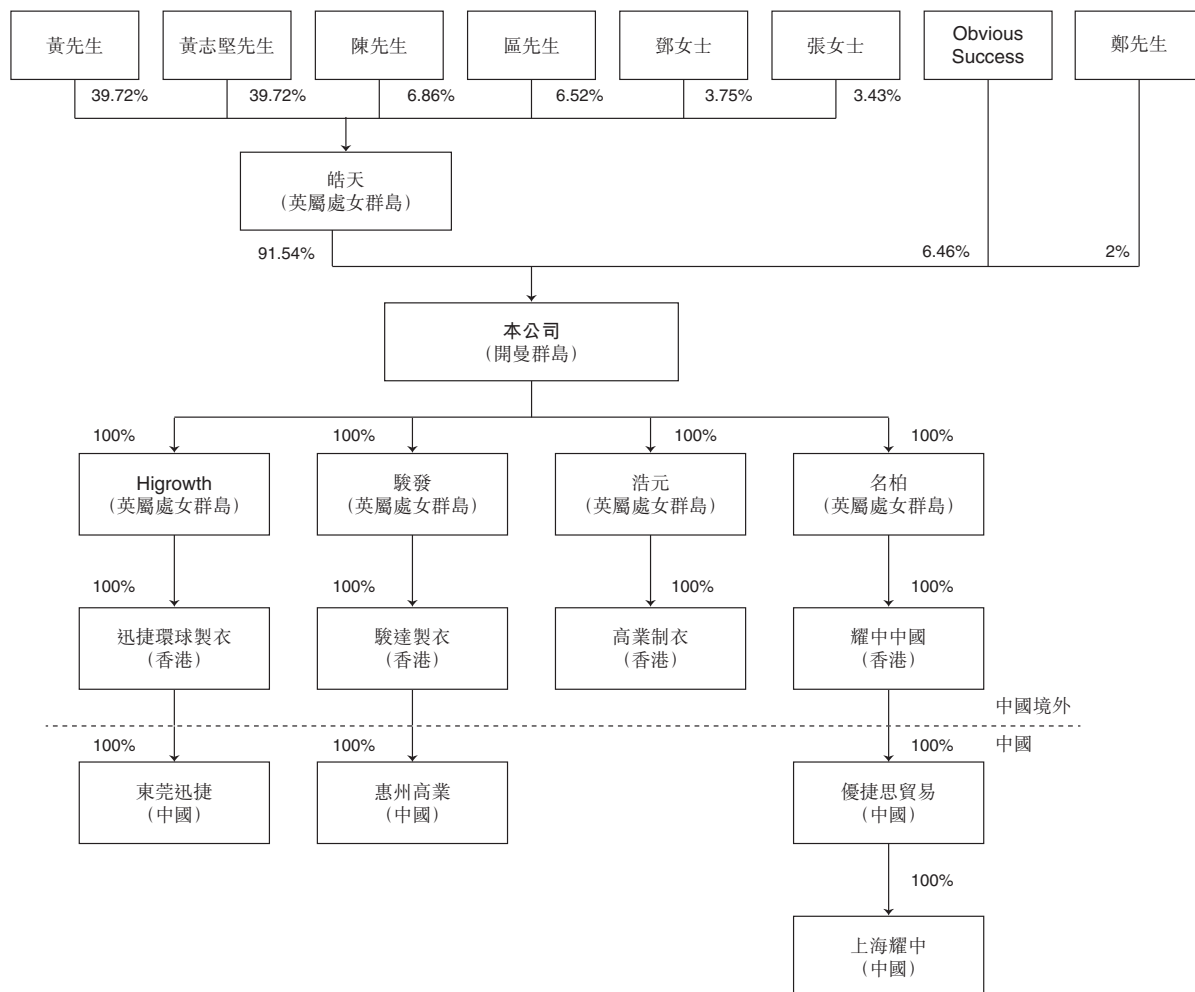 黃先生
黃志堅先生
陳先生
區先生
鄧女士
張女士
Obvious
Success
鄭先生
39.72%
39.72%
6.86%
6.52%
3.75%
3.43%
皓天
（英屬處女群島）
91.54%
6.46%
2%
本公司
（開曼群島）
100%
100%
100%
100%
Higrowth
（英屬處女群島）
駿發
（英屬處女群島）
浩元
（英屬處女群島）
名柏
（英屬處女群島）
100%
100%
100%
100%
迅捷環球製衣
（香港）
駿達製衣
（香港）
高業制衣
（香港）
耀中中國
（香港）
中國境外
中國
100%
100%
100%
東莞迅捷
（中國）
惠州高業
（中國）
優捷思貿易
（中國）
100%
上海耀中
（中國）